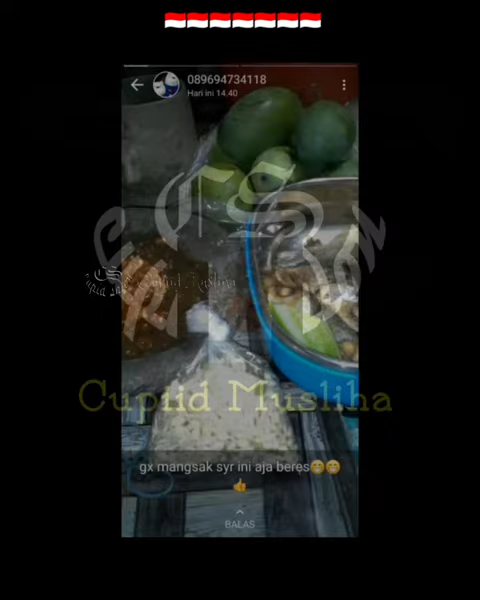 089694734118
Hari ini 14.40
Cupiid Musliha
gx mangsak syr ini aja beres😁😁
👍
BALAS